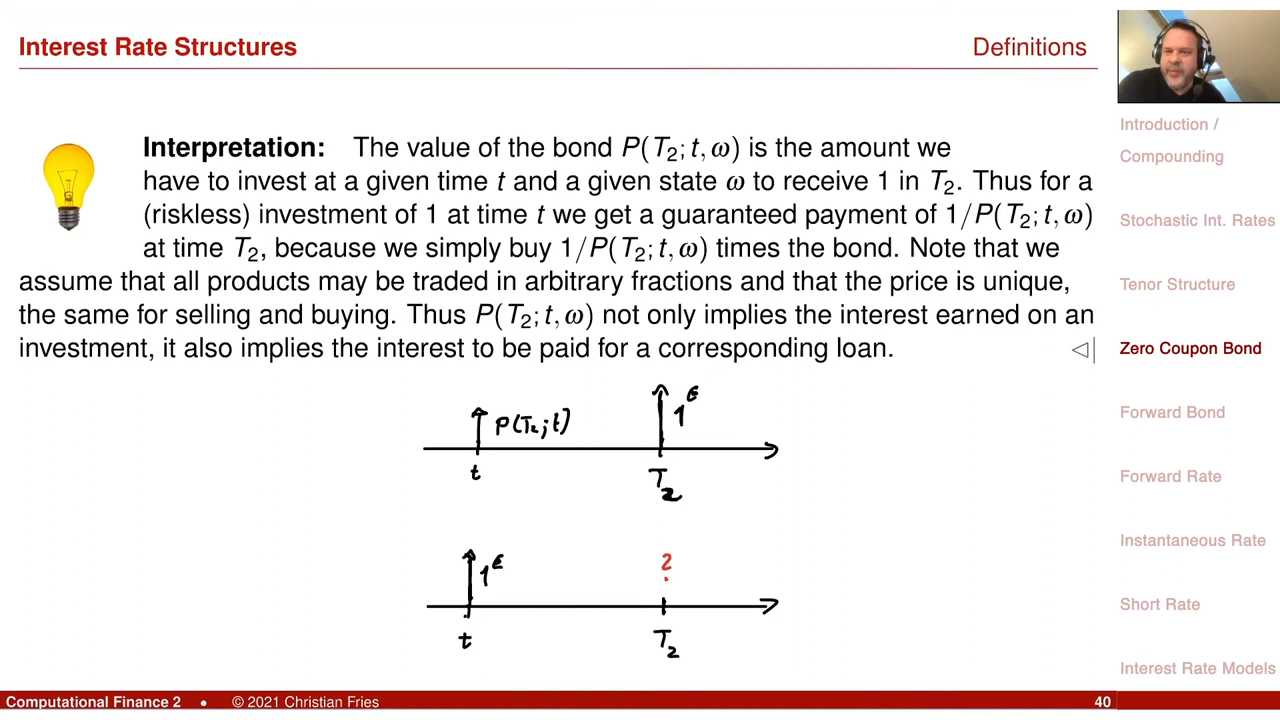 Interest Rate Structures
Definitions
Interpretation: The value of the bond P(T₂; t, ω) is the amount we
have to invest at a given time t and a given state ω to receive 1 in T₂. Thus for a
(riskless) investment of 1 at time t we get a guaranteed payment of 1/P(T₂; t, ω)
at time T₂, because we simply buy 1/P(T₂; t, ω) times the bond. Note that we
assume that all products may be traded in arbitrary fractions and that the price is unique,
the same for selling and buying. Thus P(T₂; t, ω) not only implies the interest earned on an
investment, it also implies the interest to be paid for a corresponding loan.
P(T₂; t)
1€
t
T₂
1€
?
t
T₂
Introduction /
Compounding
Stochastic Int. Rates
Tenor Structure
Zero Coupon Bond
Forward Bond
Forward Rate
Instantaneous Rate
Short Rate
Interest Rate Models
Computational Finance 2 • © 2021 Christian Fries
40